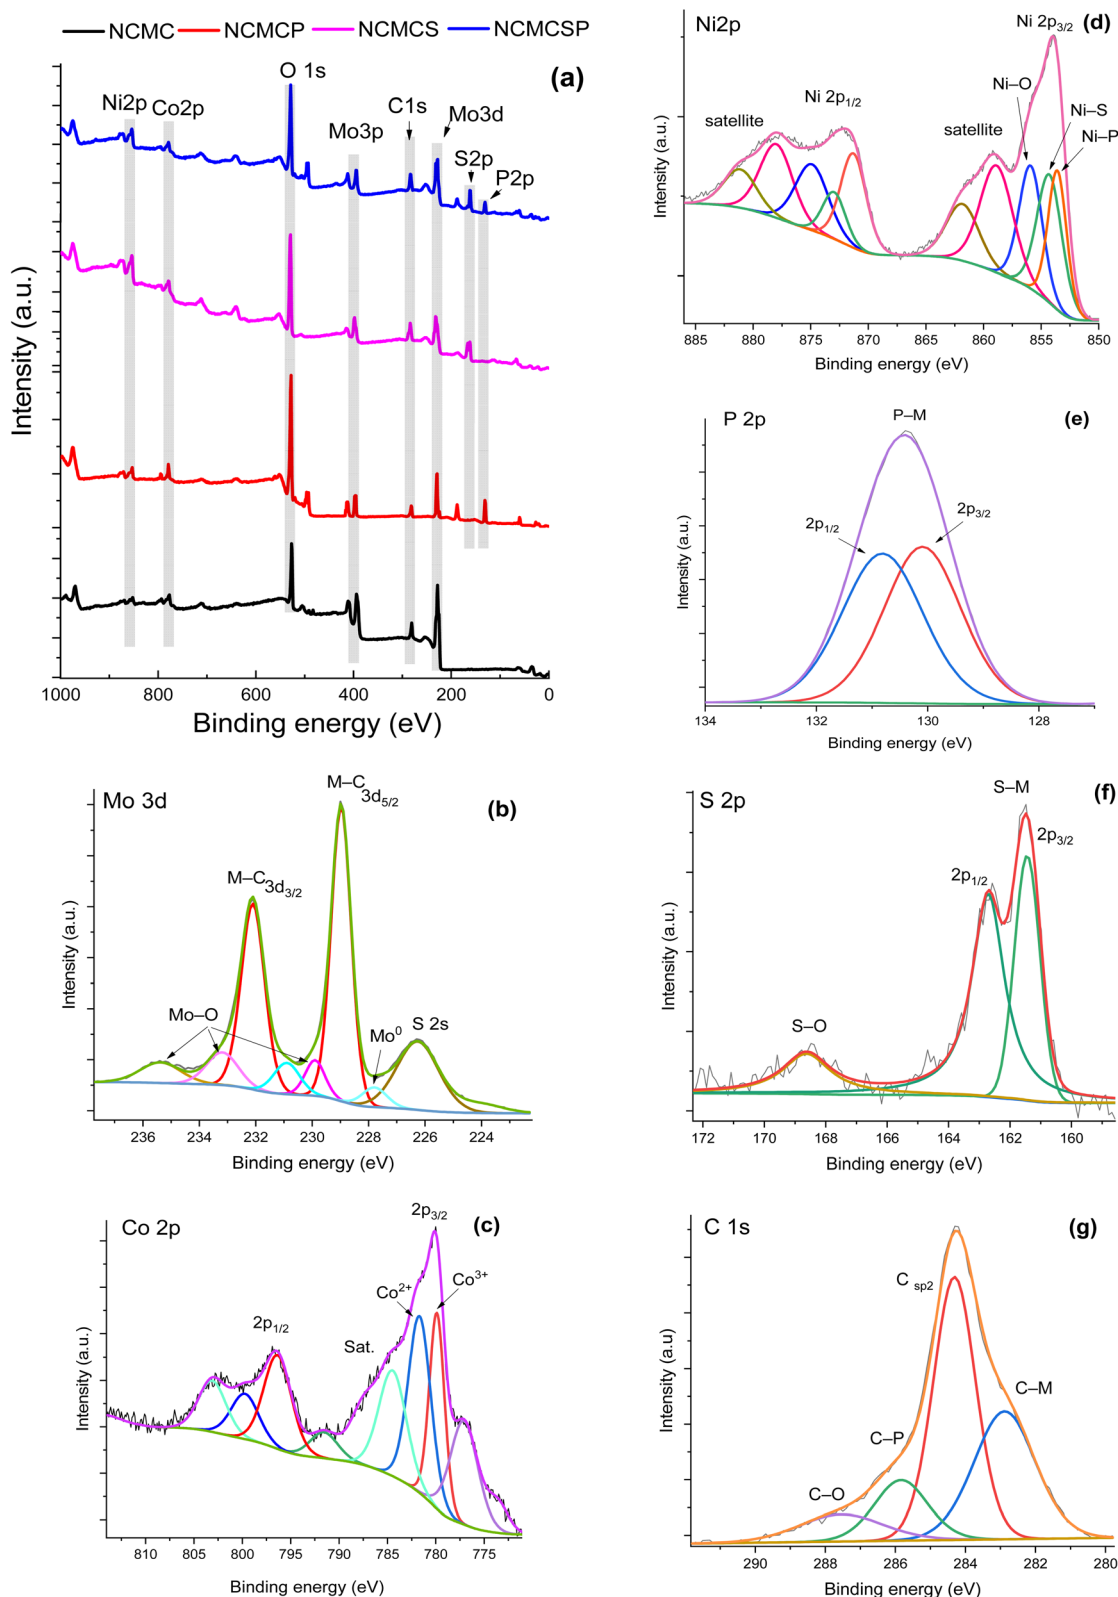 NCMC NCMCP NCMCS NCMCSP
(a)
O 1s
Ni2p Co2p
C1s
Mo3p
Mo3d
S2p
P2p
Intensity (a.u.)
1000 800 600 400 200 0
Binding energy (eV)
Mo 3d
(b)
M–C
3d5/2
M–C3d3/2
Mo–O
Mo⁰
S 2s
Intensity (a.u.)
236 234 232 230 228 226 224
Binding energy (eV)
Co 2p
(c)
2p3/2
Co²⁺
Co³⁺
2p1/2
Sat.
Intensity (a.u.)
810 805 800 795 790 785 780 775
Binding energy (eV)
Ni2p
(d)
Ni 2p3/2
Ni–O
Ni 2p1/2
Ni–S
satellite
satellite
Ni–P
Intensity (a.u.)
885 880 875 870 865 860 855 850
Binding energy (eV)
P 2p
P–M
(e)
2p1/2
2p3/2
Intensity (a.u.)
134 132 130 128
Binding energy (eV)
S 2p
S–M
(f)
2p3/2
2p1/2
S–O
Intensity (a.u.)
172 170 168 166 164 162 160
Binding energy (eV)
C 1s
(g)
C sp2
C–M
C–P
C–O
Intensity (a.u.)
290 288 286 284 282 280
Binding energy (eV)